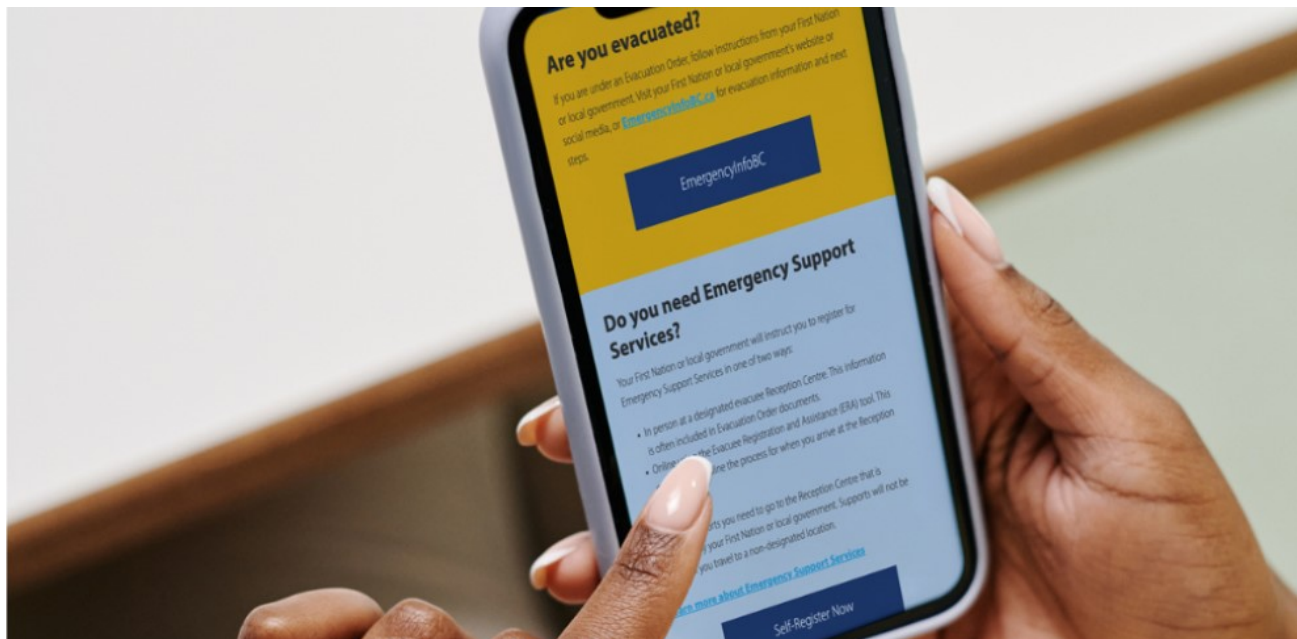 Are you evacuated?
If you are under an Evacuation Order, follow instructions from your First Nation
or local government. Visit your First Nation or local government's website or
social media, or EmergencyInfoBC.ca for evacuation information and next
steps.
EmergencyInfoBC
Do you need Emergency Support
Services?
Your First Nation or local government will instruct you to register for
Emergency Support Services in one of two ways:
• In person at a designated evacuee Reception Centre. This information
is often included in Evacuation Order documents.
• Online the Evacuee Registration and Assistance (ERA) tool. This
the process for when you arrive at the Reception
you need to go to the Reception Centre that is
your First Nation or local government. Supports will not be
you travel to a non-designated location.
more about Emergency Support Services
Self-Register Now